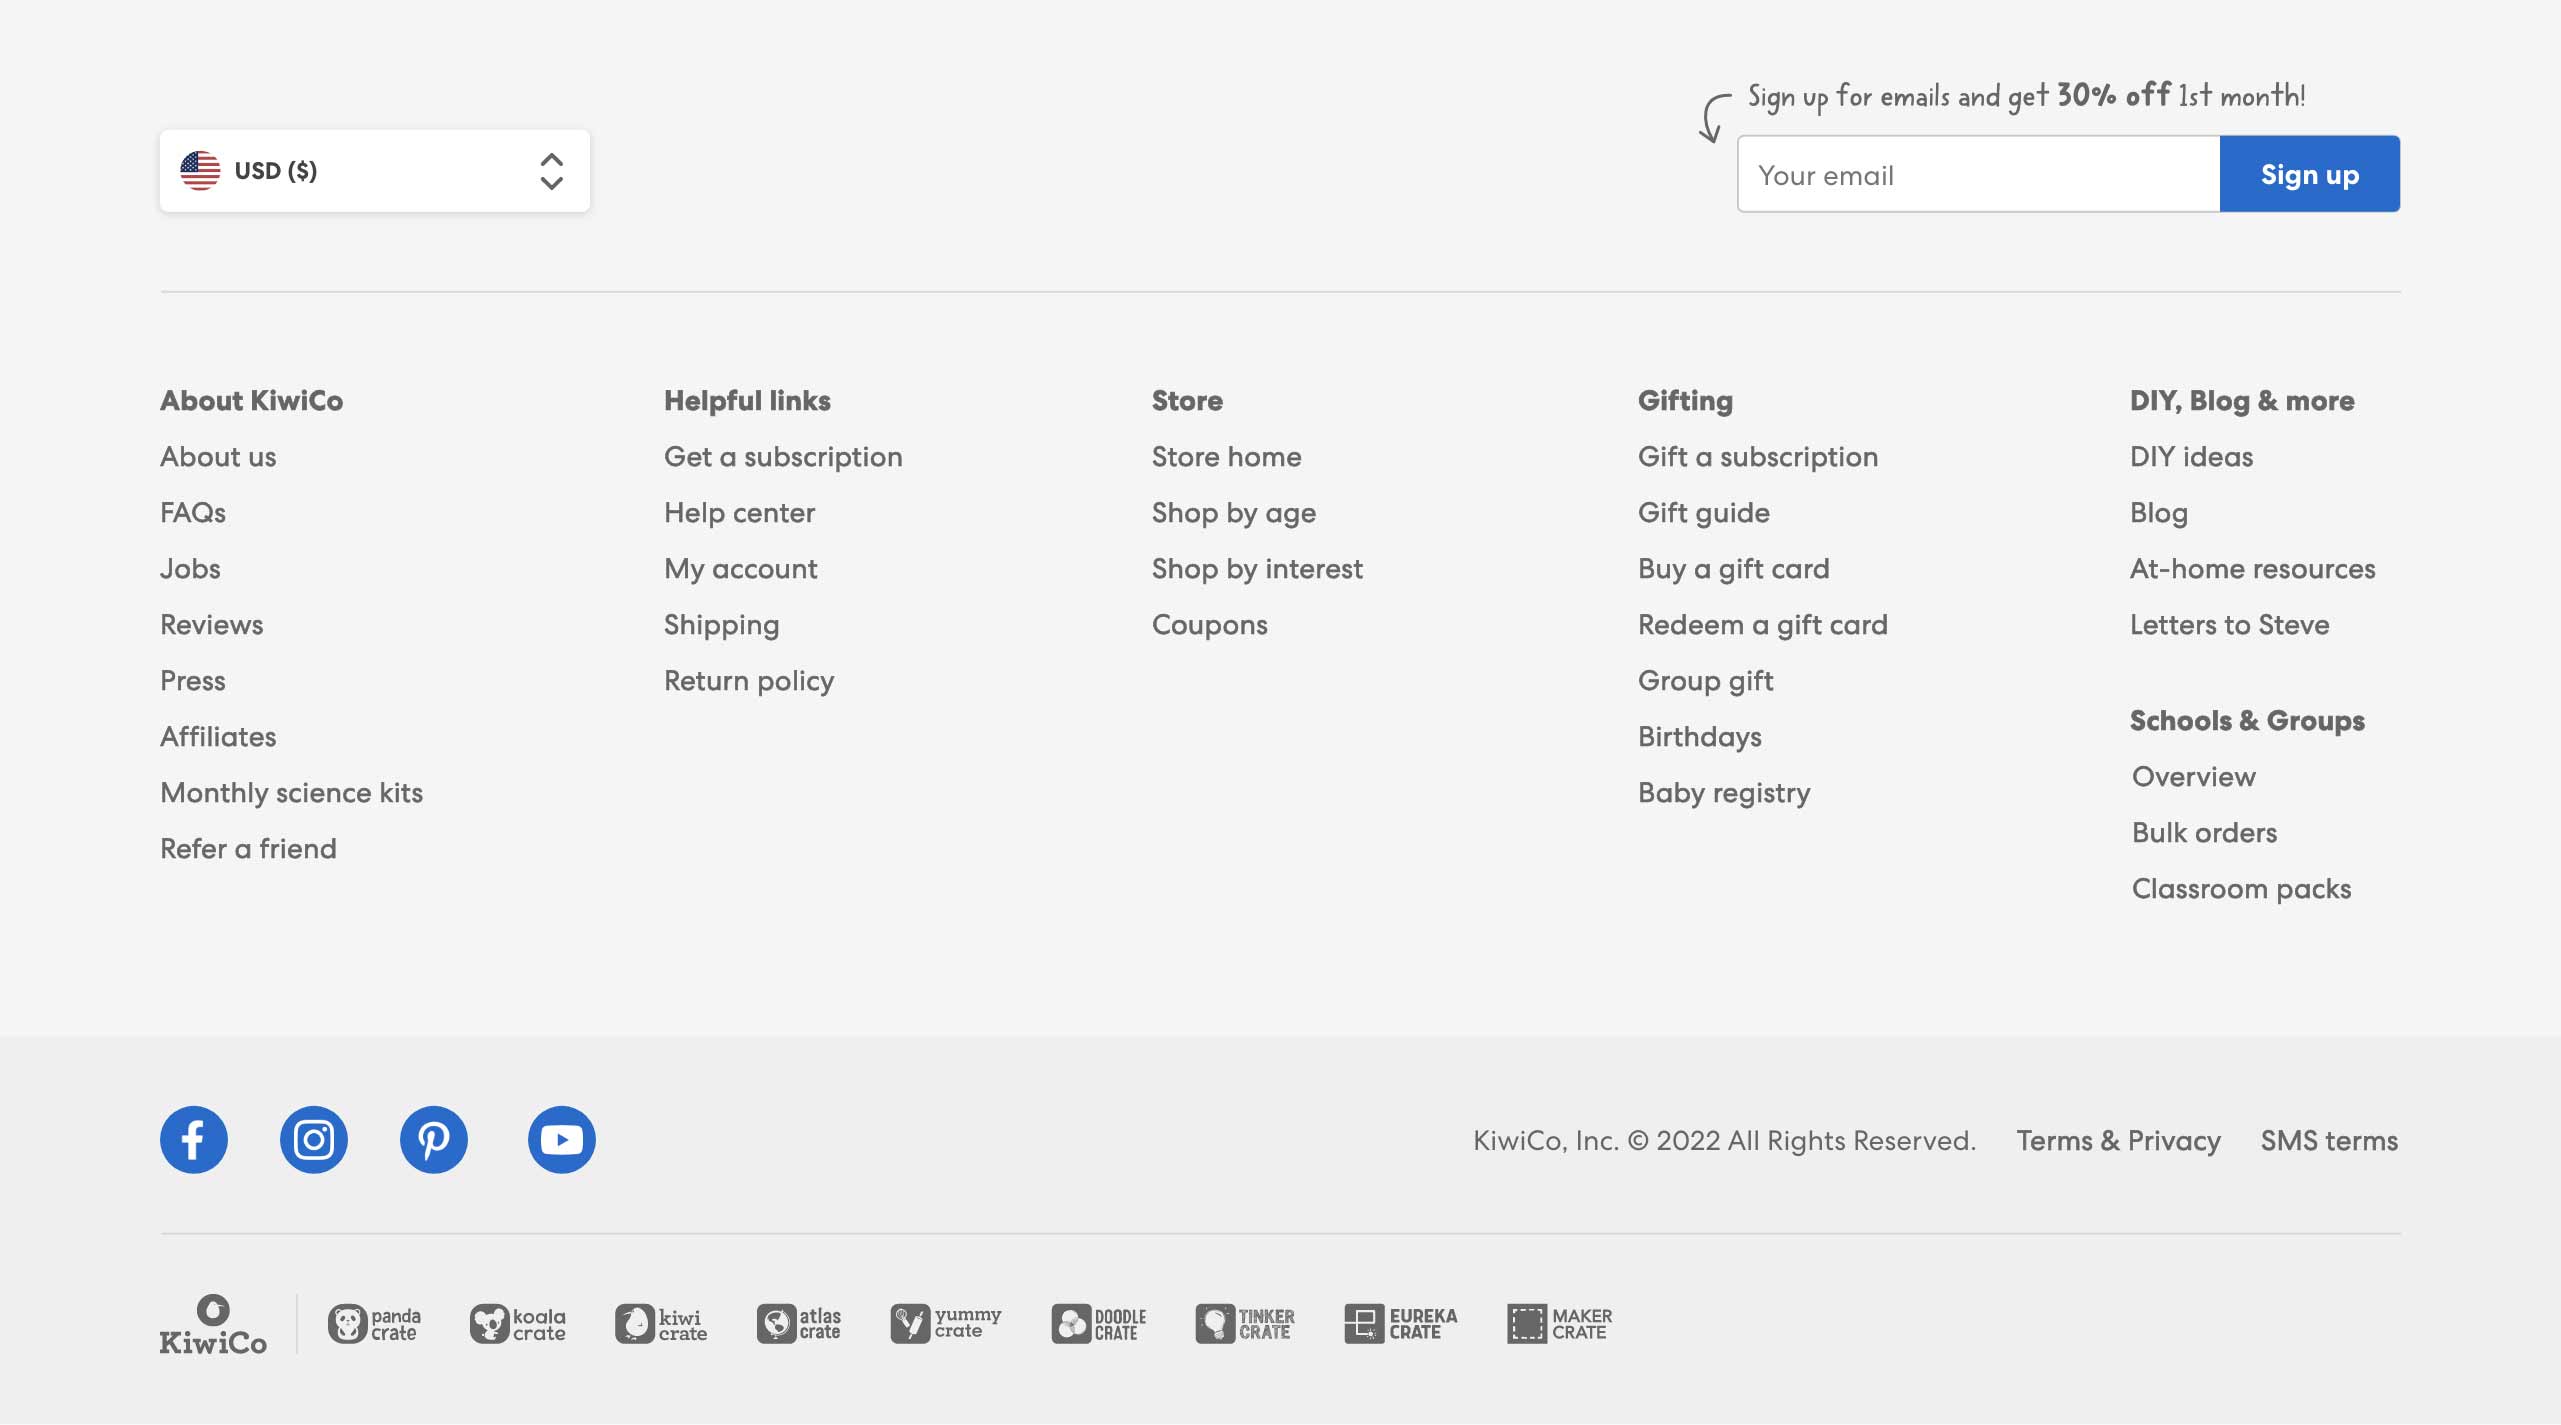 Sign up for emails and get 30% off 1st month!
USD ($)
Your email
Sign up
About KiwiCo
About us
FAQs
Jobs
Reviews
Press
Affiliates
Monthly science kits
Refer a friend
Helpful links
Get a subscription
Help center
My account
Shipping
Return policy
Store
Store home
Shop by age
Shop by interest
Coupons
Gifting
Gift a subscription
Gift guide
Buy a gift card
Redeem a gift card
Group gift
Birthdays
Baby registry
DIY, Blog & more
DIY ideas
Blog
At-home resources
Letters to Steve
Schools & Groups
Overview
Bulk orders
Classroom packs
KiwiCo, Inc. © 2022 All Rights Reserved.
Terms & Privacy
SMS terms
KiwiCo
panda
crate
koala
crate
kiwi
crate
atlas
crate
yummy
crate
DOODLE
CRATE
TINKER
CRATE
EUREKA
CRATE
MAKER
CRATE